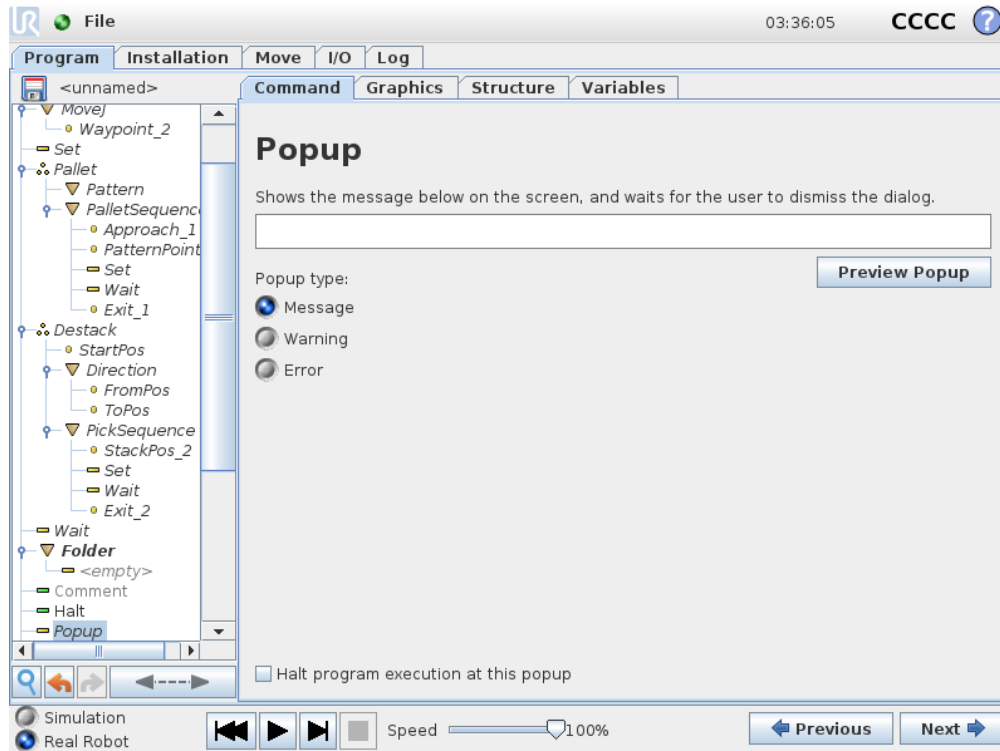 UR File 03:36:05 CCCC ?
Program Installation Move I/O Log
<unnamed>
Command Graphics Structure Variables
MoveJ
Waypoint_2
Set
Pallet
Pattern
PalletSequenc
Approach_1
PatternPoint
Set
Wait
Exit_1
Destack
StartPos
Direction
FromPos
ToPos
PickSequence
StackPos_2
Set
Wait
Exit_2
Wait
Folder
<empty>
Comment
Halt
Popup
Popup
Shows the message below on the screen, and waits for the user to dismiss the dialog.
Preview Popup
Popup type:
Message
Warning
Error
Halt program execution at this popup
Simulation
Real Robot
Speed 100%
Previous Next